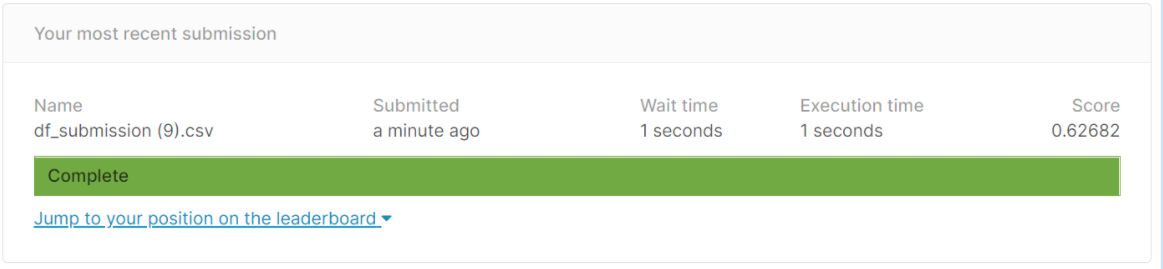 Your most recent submission
Name Submitted Wait time Execution time Score
df_submission (9).csv a minute ago 1 seconds 1 seconds 0.62682
Complete
Jump to your position on the leaderboard